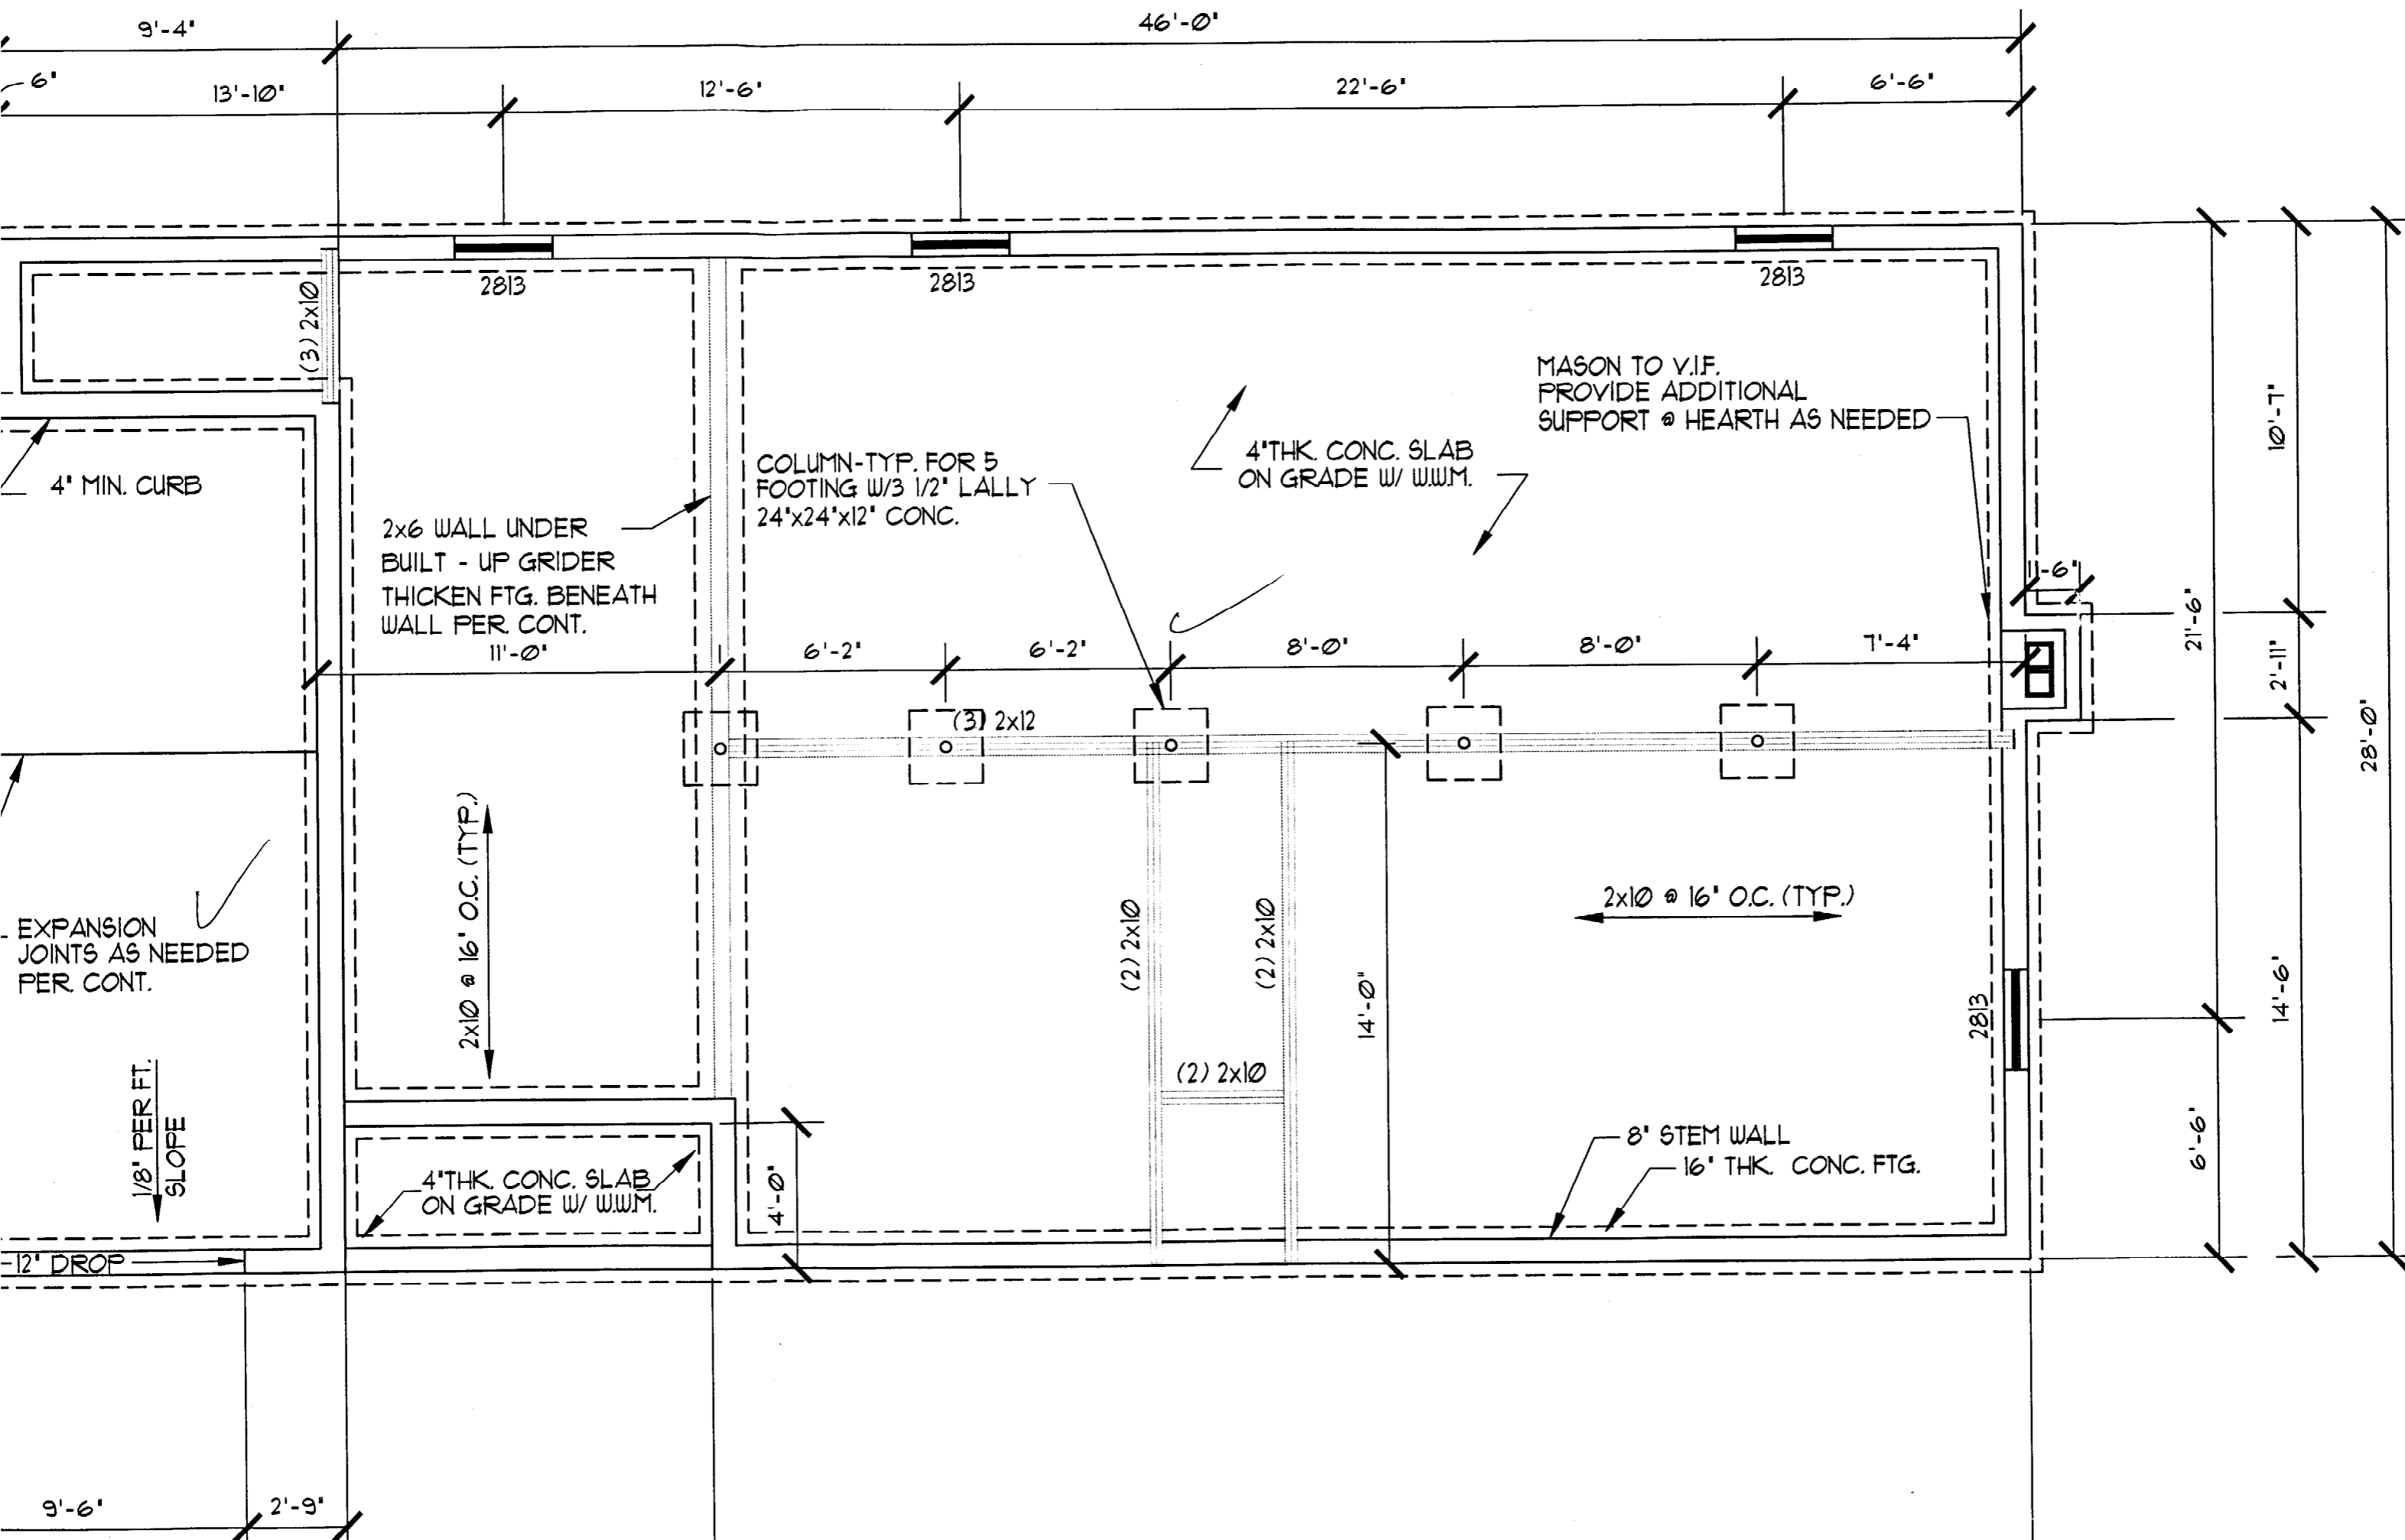 9'-4"
46'-0"
6"
13'-10"
12'-6"
22'-6"
6'-6"
2813
2813
2813
(3) 2x10
MASON TO V.I.F.
PROVIDE ADDITIONAL
SUPPORT @ HEARTH AS NEEDED
4" MIN. CURB
COLUMN-TYP. FOR 5
FOOTING W/3 1/2" LALLY
24"x24"x12" CONC.
4"THK. CONC. SLAB
ON GRADE W/ W.W.M.
2x6 WALL UNDER
BUILT - UP GRIDER
THICKEN FTG. BENEATH
WALL PER. CONT.
10'-7"
-6"
21'-6"
2'-11"
28'-0"
11'-0"
6'-2"
6'-2"
8'-0"
8'-0"
7'-4"
(3) 2x12
2x10 @ 16" O.C. (TYP.)
2x10 @ 16" O.C. (TYP.)
(2) 2x10
(2) 2x10
14'-0"
2813
14'-6"
EXPANSION
JOINTS AS NEEDED
PER. CONT.
(2) 2x10
1/8" PER FT.
SLOPE
4"THK. CONC. SLAB
ON GRADE W/ W.W.M.
4'-0"
8" STEM WALL
16" THK. CONC. FTG.
6'-6"
12" DROP
9'-6"
2'-9"